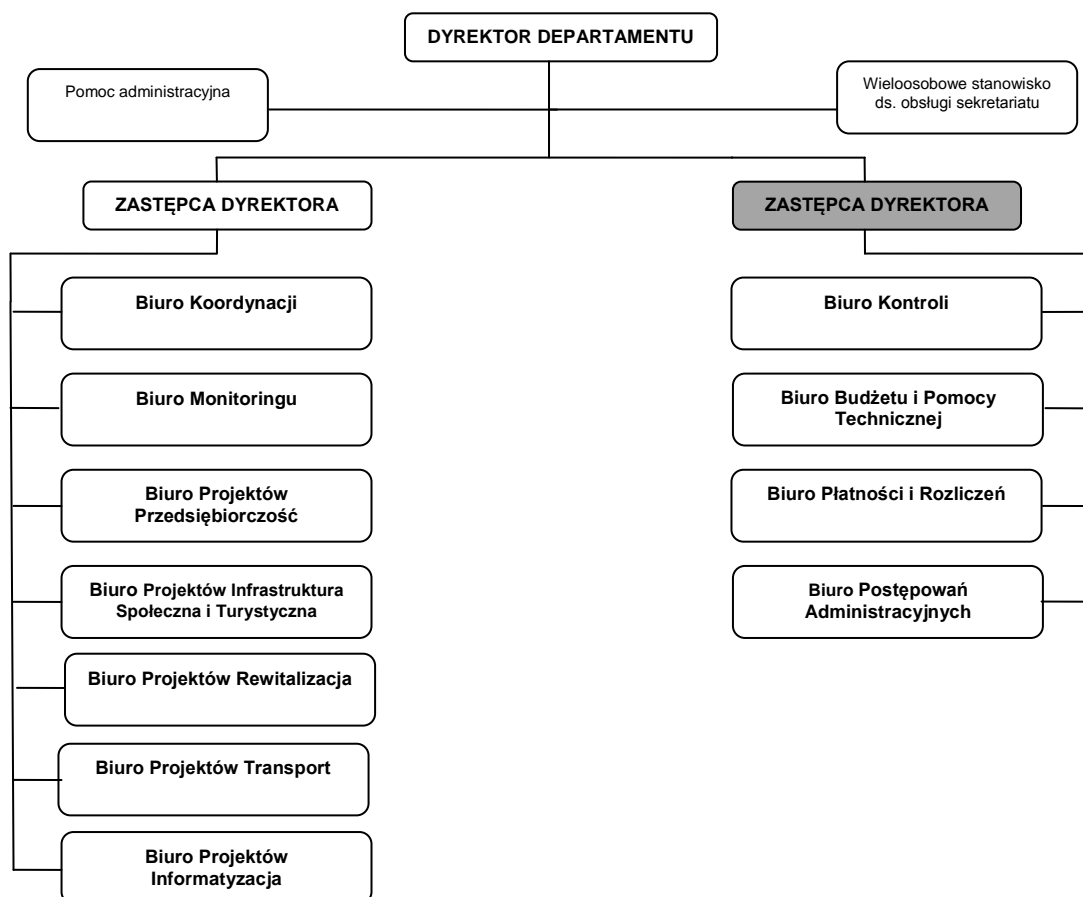 DYREKTOR DEPARTAMENTU
Pomoc administracyjna
Wieloosobowe stanowisko
ds. obsługi sekretariatu
ZASTĘPCA DYREKTORA
ZASTĘPCA DYREKTORA
Biuro Koordynacji
Biuro Monitoringu
Biuro Projektów
Przedsiębiorczość
Biuro Projektów Infrastruktura
Społeczna i Turystyczna
Biuro Projektów Rewitalizacja
Biuro Projektów Transport
Biuro Projektów
Informatyzacja
Biuro Kontroli
Biuro Budżetu i Pomocy
Technicznej
Biuro Płatności i Rozliczeń
Biuro Postępowań
Administracyjnych